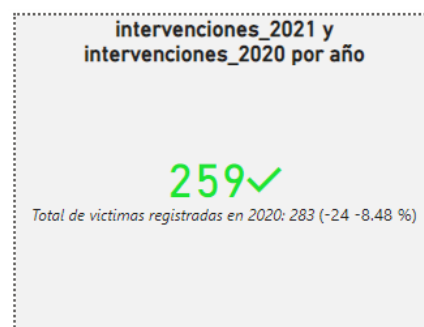 intervenciones_2021 y
intervenciones_2020 por año
259✓
Total de victimas registradas en 2020: 283 (-24 -8.48 %)